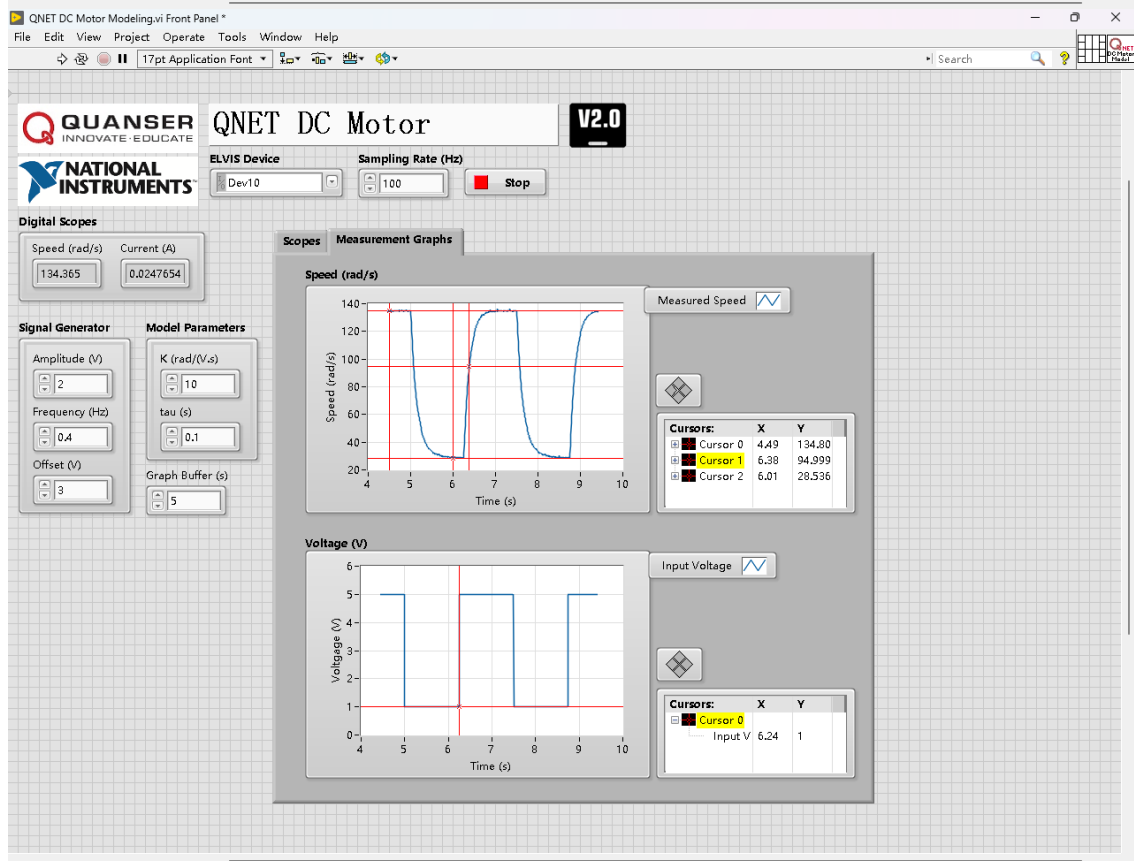 QNET DC Motor Modeling.vi Front Panel *
File Edit View Project Operate Tools Window Help
17pt Application Font
Search
QNET
DC Motor
Model
QUANSER
INNOVATE·EDUCATE
QNET DC Motor
V2.0
NATIONAL
INSTRUMENTS
ELVIS Device
Dev10
Sampling Rate (Hz)
100
Stop
Digital Scopes
Speed (rad/s) Current (A)
134.365 0.0247654
Signal Generator
Amplitude (V)
2
Frequency (Hz)
0.4
Offset (V)
3
Model Parameters
K (rad/(V.s)
10
tau (s)
0.1
Graph Buffer (s)
5
Scopes Measurement Graphs
Speed (rad/s)
Measured Speed
Speed (rad/s)
140
120
100
80
60
40
20
4 5 6 7 8 9 10
Time (s)
Cursors: X Y
Cursor 0 4.49 134.80
Cursor 1 6.38 94.999
Cursor 2 6.01 28.536
Voltage (V)
Input Voltage
Voltgage (V)
6
5
4
3
2
1
0
4 5 6 7 8 9 10
Time (s)
Cursors: X Y
Cursor 0
Input V 6.24 1